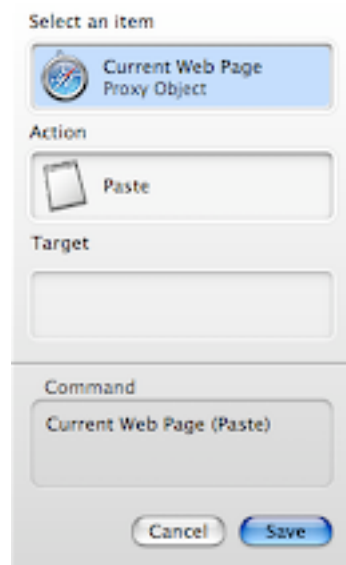 Select an item
Current Web Page
Proxy Object
Action
Paste
Target
Command
Current Web Page (Paste)
Cancel
Save